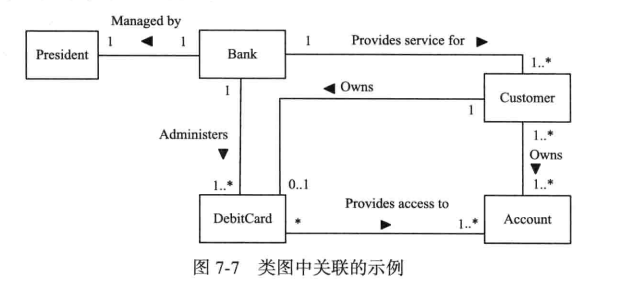 Managed by
1
1
President
Bank
1
Provides service for
1..*
Customer
1
Owns
1
Administers
1..*
0..1
1..*
Owns
1..*
DebitCard
*
Provides access to
1..*
Account
图 7-7 类图中关联的示例